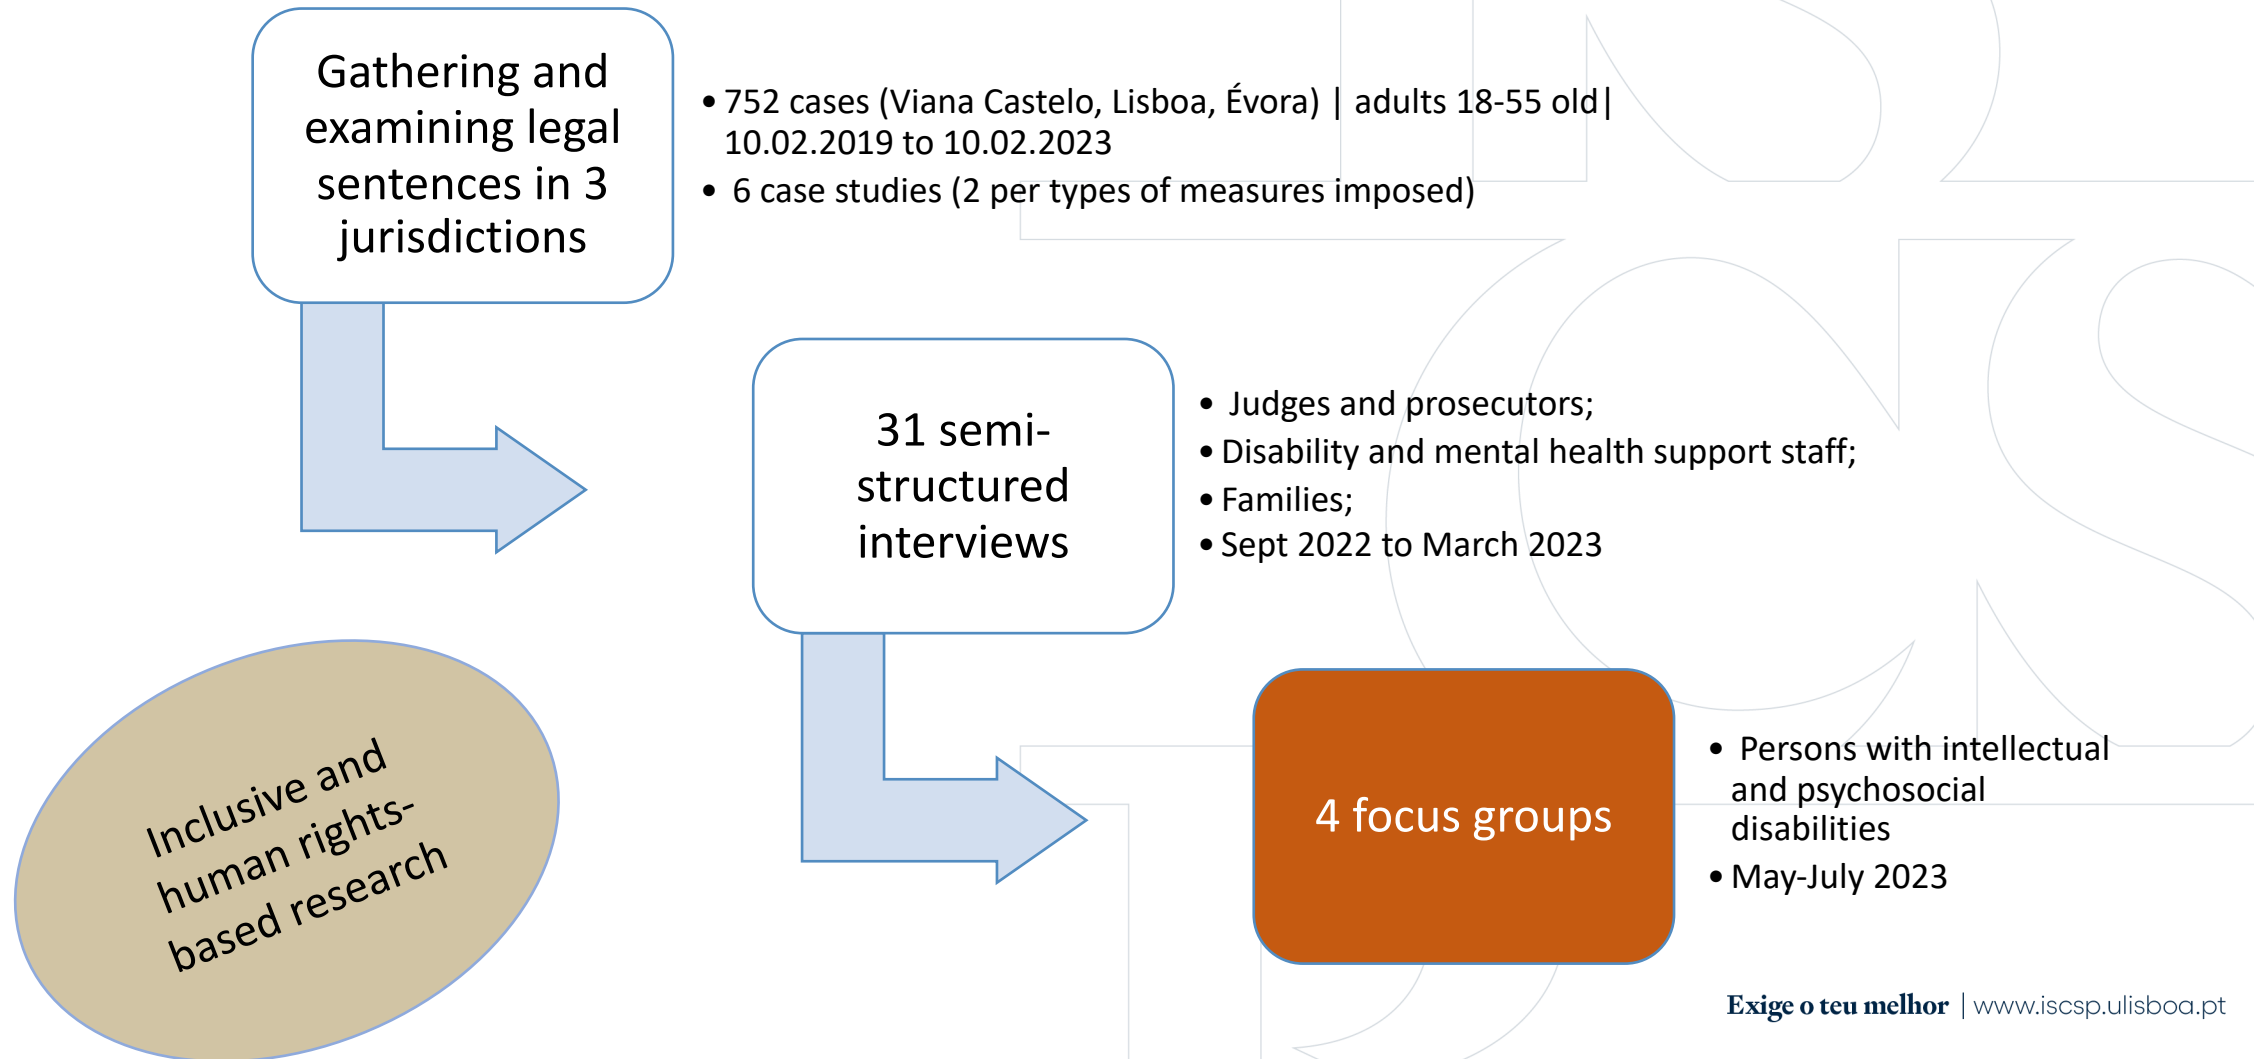 Gathering and
examining legal
sentences in 3
jurisdictions
• 752 cases (Viana Castelo, Lisboa, Évora) | adults 18-55 old|
10.02.2019 to 10.02.2023
• 6 case studies (2 per types of measures imposed)
31 semi-
structured
interviews
• Judges and prosecutors;
• Disability and mental health support staff;
• Families;
• Sept 2022 to March 2023
Inclusive and
human rights-
based research
4 focus groups
• Persons with intellectual
and psychosocial
disabilities
• May-July 2023
Exige o teu melhor | www.iscsp.ulisboa.pt